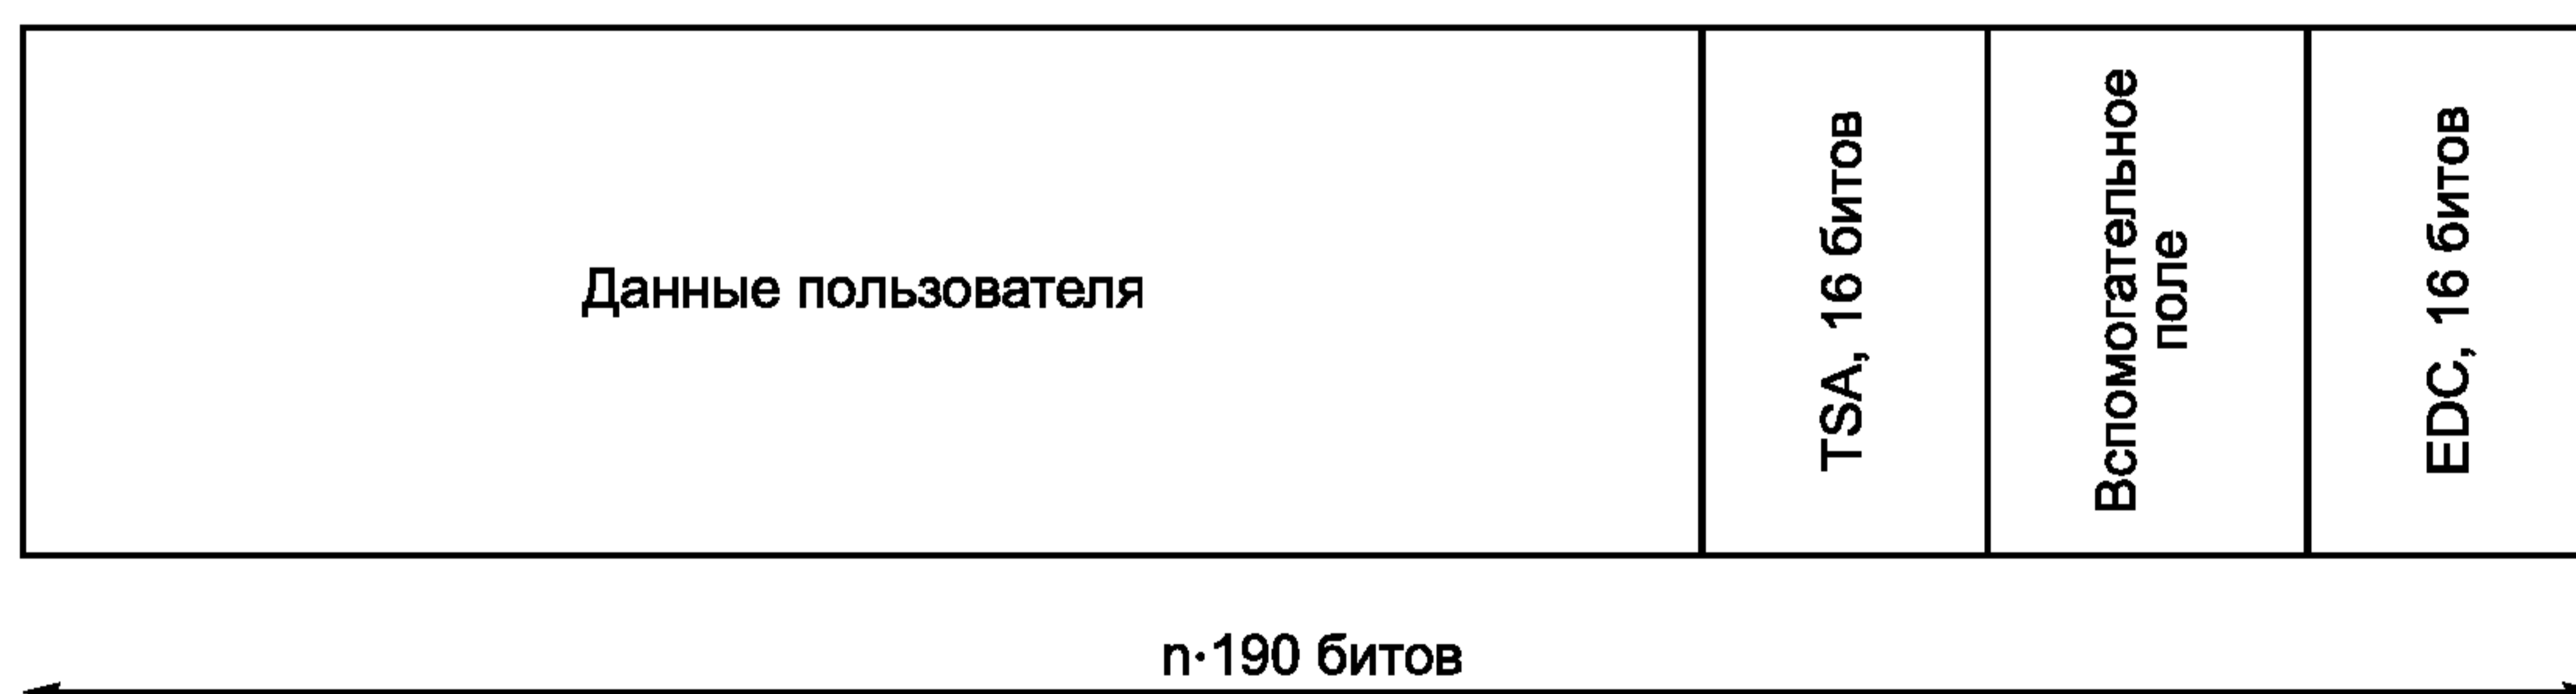 Данные пользователя
TSA, 16 битов
Вспомогательное
поле
EDC, 16 битов
n·190 битов